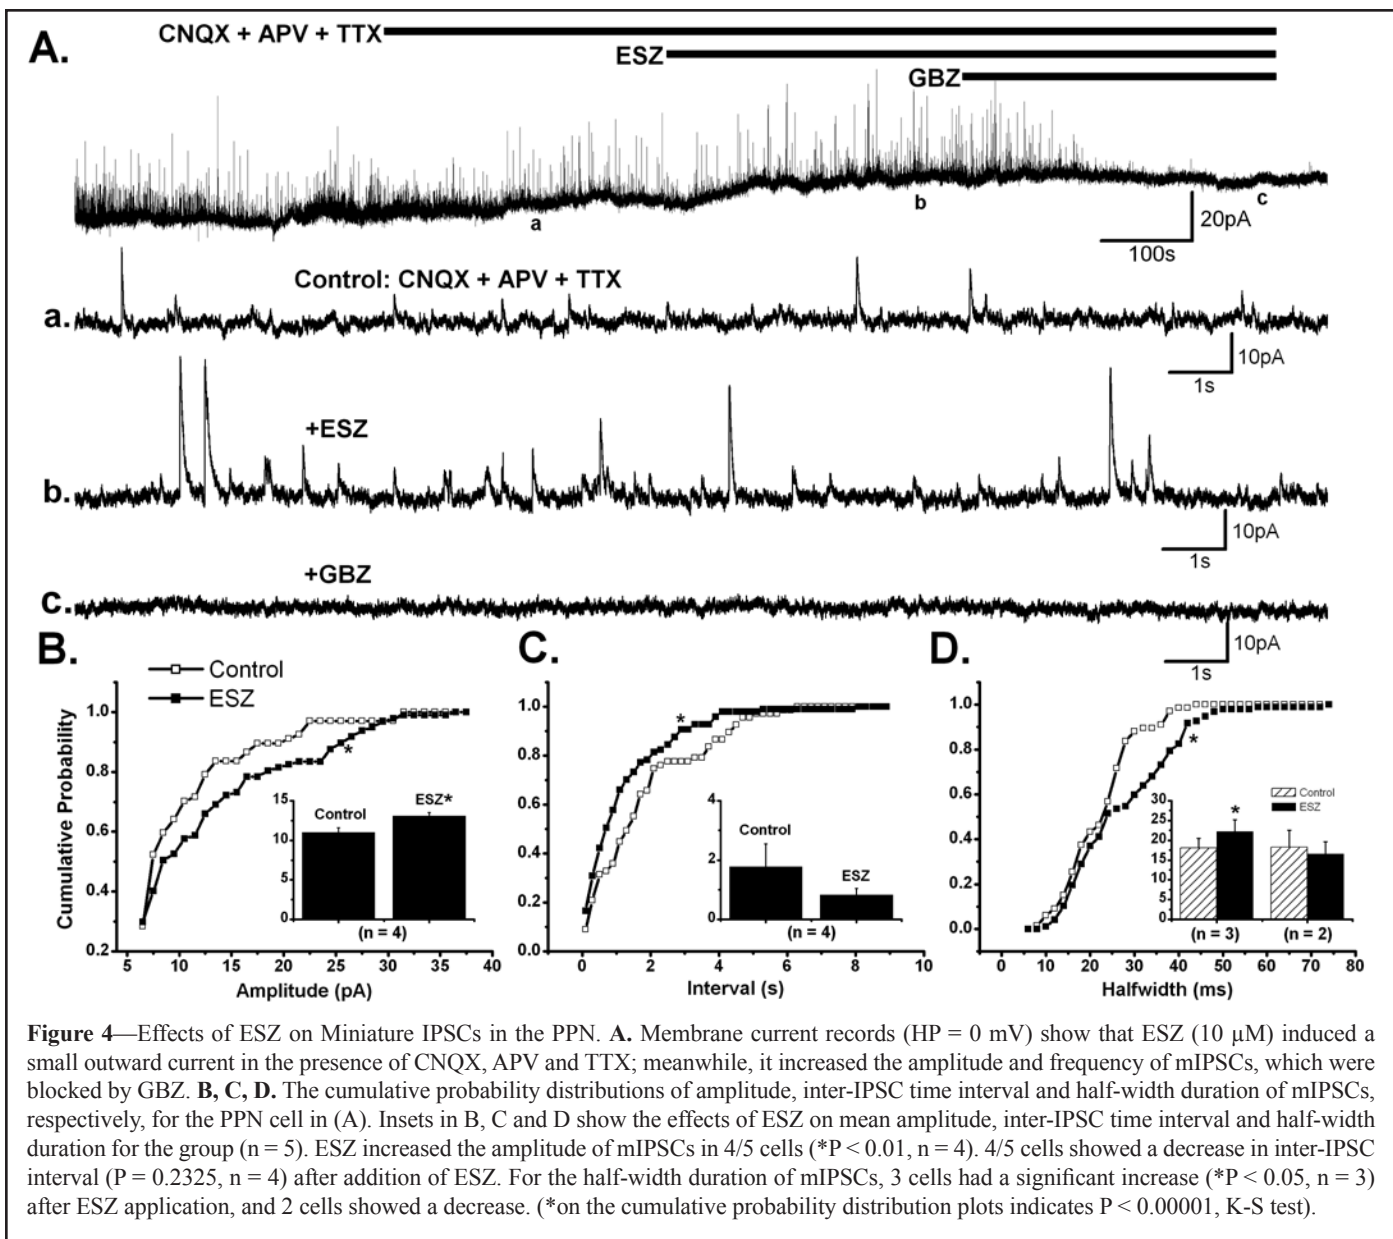 A.
CNQX + APV + TTX
ESZ
GBZ
a
b
c
20pA
100s
Control: CNQX + APV + TTX
a.
10pA
1s
+ESZ
b.
10pA
1s
+GBZ
c.
10pA
1s
B.
Control
ESZ
Cumulative Probability
1.0
0.8
0.6
0.4
0.2
5 10 15 20 25 30 35 40
Amplitude (pA)
*
15
10
5
0
Control
ESZ*
(n = 4)
C.
1.0
0.8
0.6
0.4
0.2
0.0
0 2 4 6 8 10
Interval (s)
*
4
2
0
Control
ESZ
(n = 4)
D.
1.0
0.8
0.6
0.4
0.2
0.0
0 10 20 30 40 50 60 70 80
Halfwidth (ms)
*
Control
ESZ
30
25
20
15
10
5
0
*
(n = 3)
(n = 2)
Figure 4—Effects of ESZ on Miniature IPSCs in the PPN. A. Membrane current records (HP = 0 mV) show that ESZ (10 µM) induced a
small outward current in the presence of CNQX, APV and TTX; meanwhile, it increased the amplitude and frequency of mIPSCs, which were
blocked by GBZ. B, C, D. The cumulative probability distributions of amplitude, inter-IPSC time interval and half-width duration of mIPSCs,
respectively, for the PPN cell in (A). Insets in B, C and D show the effects of ESZ on mean amplitude, inter-IPSC time interval and half-width
duration for the group (n = 5). ESZ increased the amplitude of mIPSCs in 4/5 cells (*P < 0.01, n = 4). 4/5 cells showed a decrease in inter-IPSC
interval (P = 0.2325, n = 4) after addition of ESZ. For the half-width duration of mIPSCs, 3 cells had a significant increase (*P < 0.05, n = 3)
after ESZ application, and 2 cells showed a decrease. (*on the cumulative probability distribution plots indicates P < 0.00001, K-S test).